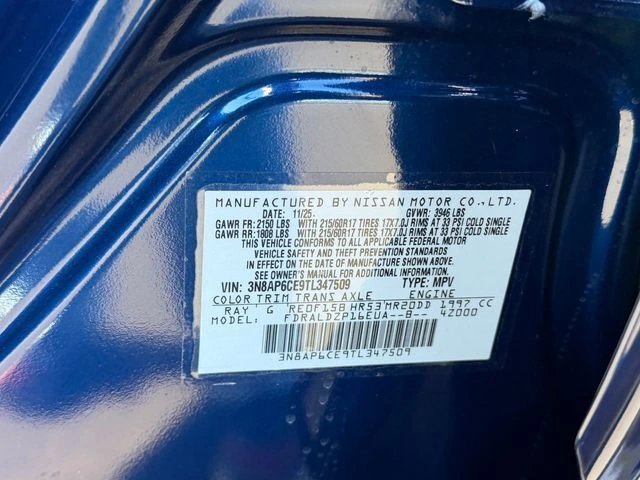 MANUFACTURED BY NISSAN MOTOR CO.,LTD.
DATE: 11/25. GVWR: 3946 LBS
GAWR FR: 2150 LBS WITH 215/60R17 TIRES 17X7.0J RIMS AT 33 PSI COLD SINGLE
GAWR RR: 1808 LBS WITH 215/60R17 TIRES 17X7.0J RIMS AT 33 PSI COLD SINGLE
THIS VEHICLE CONFORMS TO ALL APPLICABLE FEDERAL MOTOR
VEHICLE SAFETY AND THEFT PREVENTION STANDARDS
IN EFFECT ON THE DATE OF MANUFACTURE SHOWN ABOVE.
SEE OWNER'S MANUAL FOR ADDITIONAL INFORMATION.
VIN: 3N8AP6CE9TL347509 TYPE: MPV
COLOR TRIM TRANS AXLE ENGINE
RAY G RE0F15B HR53 MR20DD 1997 CC
MODEL: FDRALDZP16EUA--B-- 42000
3N8AP6CE9TL347509